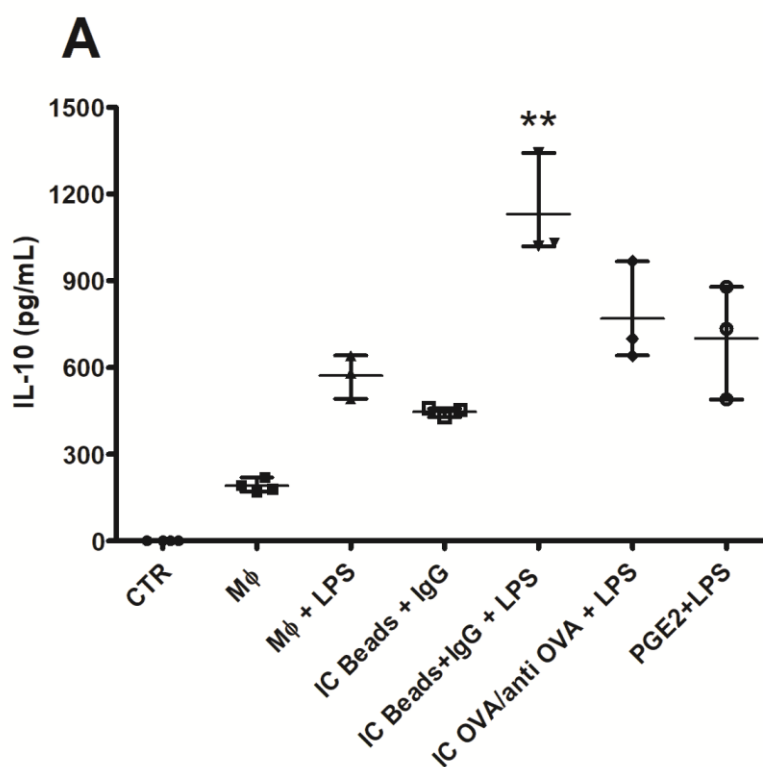 A
1500
**
1200
900
600
300
0
IL-10 (pg/mL)
CTR
Mϕ
Mϕ + LPS
IC Beads + IgG
IC Beads+IgG + LPS
IC OVA/anti OVA + LPS
PGE2+LPS